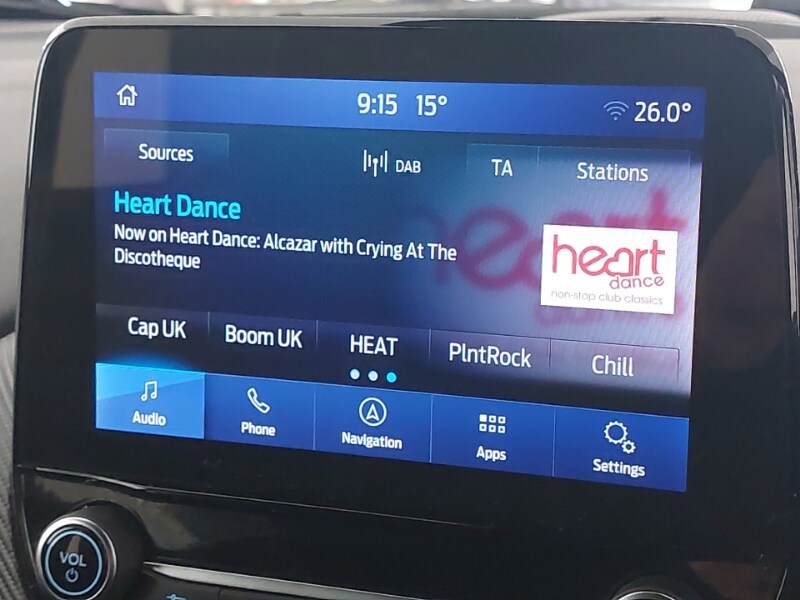 9:15 15° 26.0°
Sources DAB TA Stations
Heart Dance
Now on Heart Dance: Alcazar with Crying At The
Discotheque
heart
dance
non-stop club classics
Cap UK Boom UK HEAT PlntRock Chill
Audio Phone Navigation Apps Settings
VOL